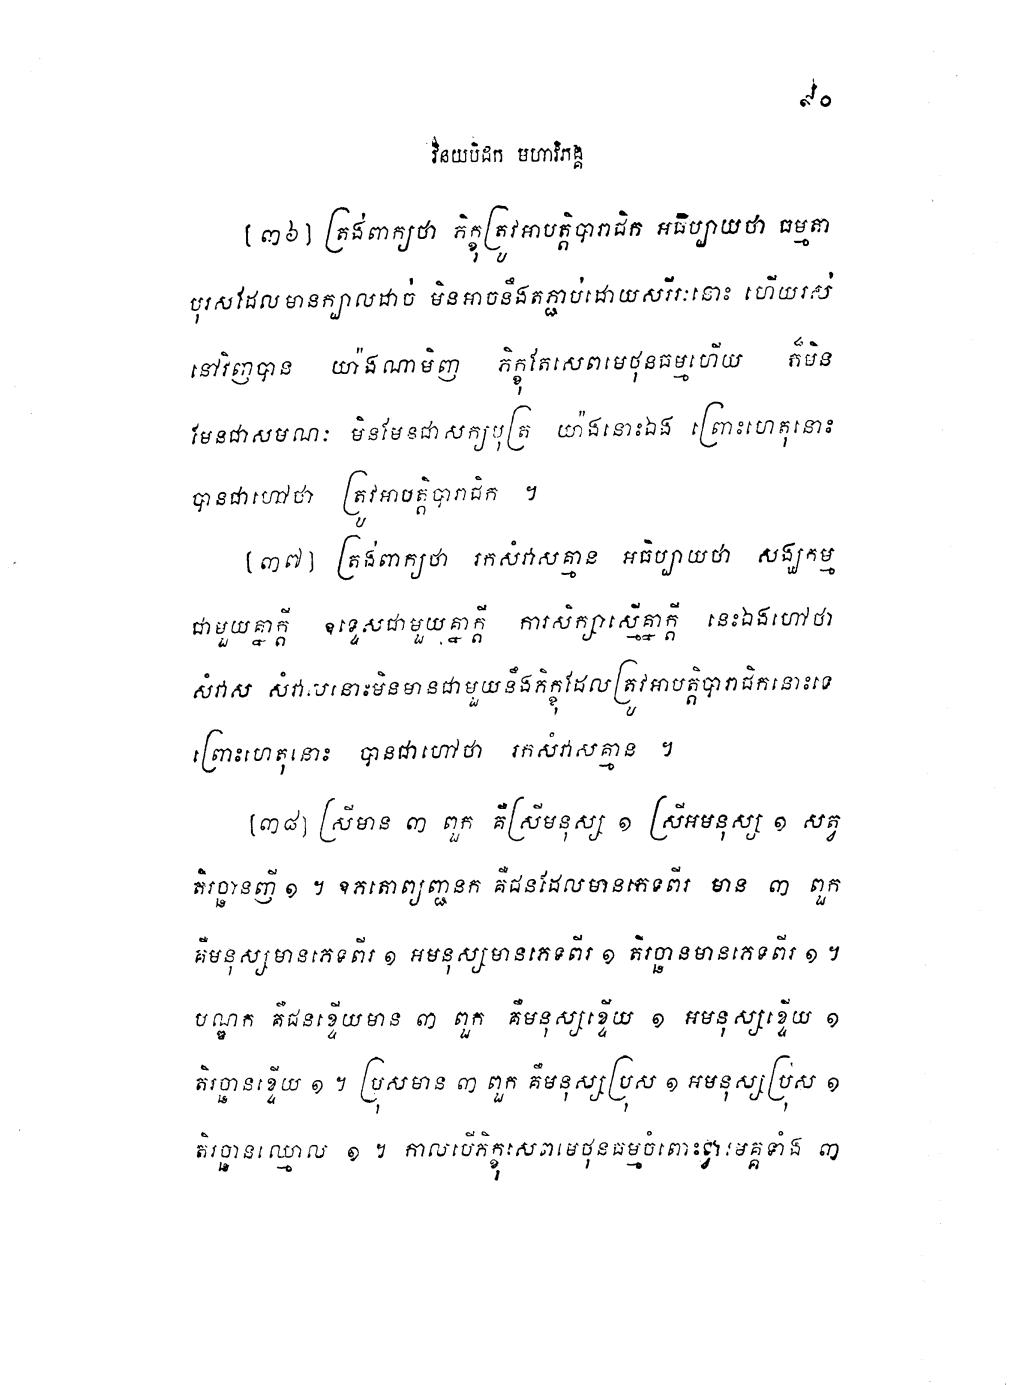 ៩០
វិនយបិដក មហាវិភង្គ
[៣៦] ត្រង់ពាក្យថា ភិក្ខុត្រូវអាបត្តិបារាជិក អធិប្បាយថា ធម្មតា
បុរសដែលមានក្បាលដាច់ មិនអាចនឹងតភ្ជាប់ដោយសរីរៈនោះ ហើយរស់
នៅវិញបាន យ៉ាងណាមិញ ភិក្ខុតែសេពមេថុនធម្មហើយ ក៏មិន
មែនជាសមណៈ មិនមែនជាសក្យបុត្រ យ៉ាងនោះឯង ព្រោះហេតុនោះ
បានជាហៅថា ត្រូវអាបត្តិបារាជិក ។
[៣៧] ត្រង់ពាក្យថា រកសំវាសគ្មាន អធិប្បាយថា សង្ឃកម្ម
ជាមួយគ្នាក្តី ឧទ្ទេសជាមួយគ្នាក្តី ការសិក្សាស្មើគ្នាក្តី នេះឯងហៅថា
សំវាស សំវាសនោះមិនមានជាមួយនឹងភិក្ខុដែលត្រូវអាបត្តិបារាជិកនោះទេ
ព្រោះហេតុនោះ បានជាហៅថា រកសំវាសគ្មាន ។
[៣៨] ស្រីមាន ៣ ពួក គឺស្រីមនុស្ស ១ ស្រីអមនុស្ស ១ សត្វ
តិរច្ឆានញី ១ ។ ឧភតោព្យញ្ជនក គឺជនដែលមានភេទពីរ មាន ៣ ពួក
គឺមនុស្សមានភេទពីរ ១ អមនុស្សមានភេទពីរ ១ តិរច្ឆានមានភេទពីរ ១ ។
បណ្ឌក គឺជនខ្ទើយមាន ៣ ពួក គឺមនុស្សខ្ទើយ ១ អមនុស្សខ្ទើយ ១
តិរច្ឆានខ្ទើយ ១ ។ ប្រុសមាន ៣ ពួក គឺមនុស្សប្រុស ១ អមនុស្សប្រុស ១
តិរច្ឆានឈ្មោល ១ ។ កាលបើភិក្ខុសេពមេថុនធម្មចំពោះទ្វារមគ្គទាំង ៣